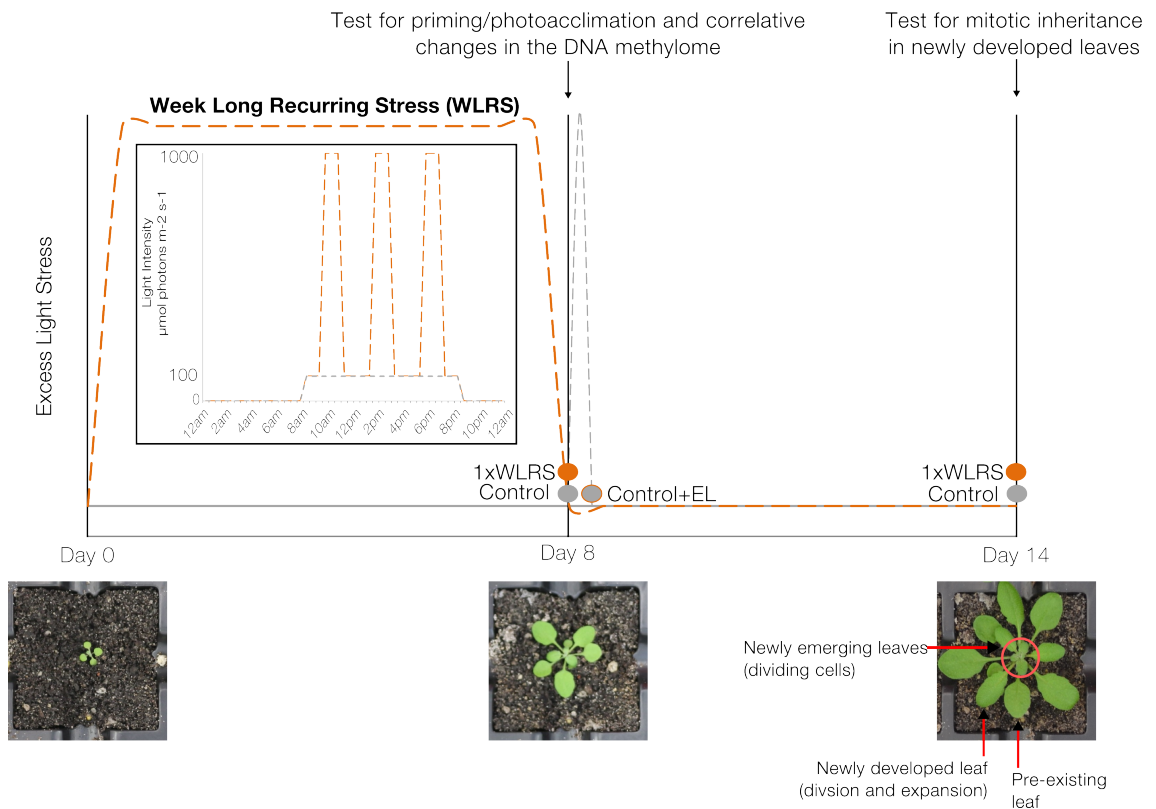 Test for priming/photoacclimation and correlative
changes in the DNA methylome
Test for mitotic inheritance
in newly developed leaves
Week Long Recurring Stress (WLRS)
Excess Light Stress
Light Intensity
µmol photons m-2 s-1
1000
100
0
12am
2am
4am
6am
8am
10am
12pm
2pm
4pm
6pm
8pm
10pm
12am
1xWLRS
Control
Control+EL
1xWLRS
Control
Day 0
Day 8
Day 14
Newly emerging leaves
(dividing cells)
Newly developed leaf
(divsion and expansion)
Pre-existing
leaf